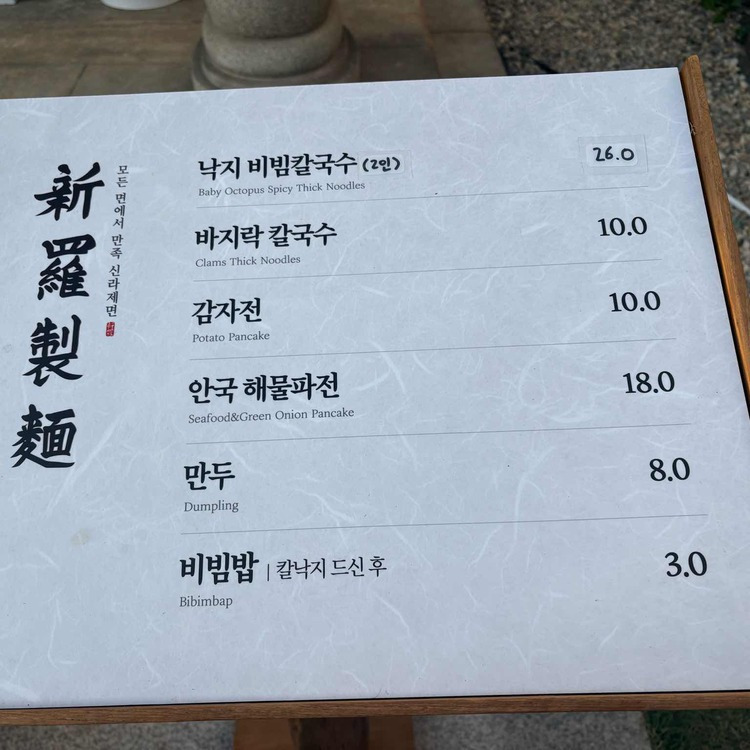 新羅製麵
모든 면에서 만족 신라제면
낙지 비빔칼국수 (2인) 26.0
Baby Octopus Spicy Thick Noodles
바지락 칼국수 10.0
Clams Thick Noodles
감자전 10.0
Potato Pancake
안국 해물파전 18.0
Seafood&Green Onion Pancake
만두 8.0
Dumpling
비빔밥 | 칼낙지 드신 후 3.0
Bibimbap